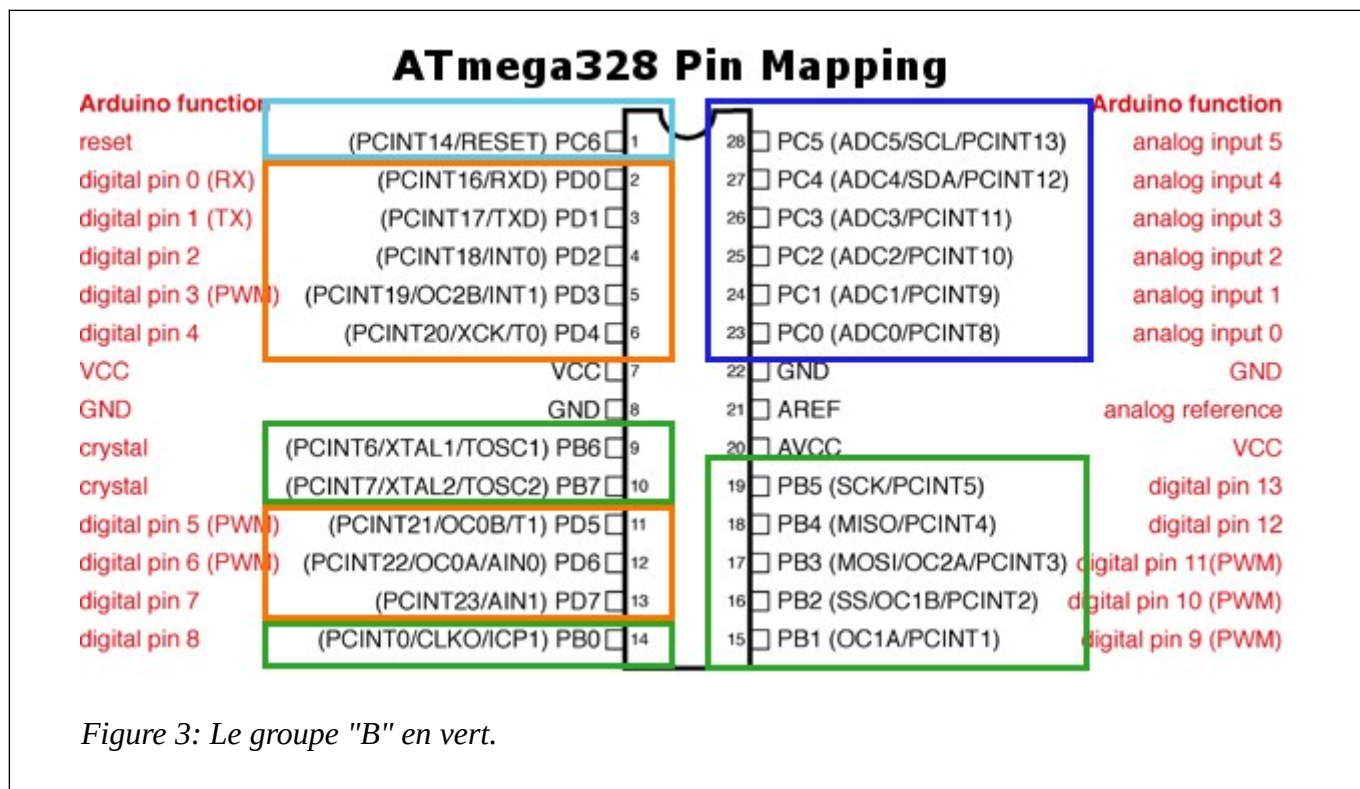 ATmega328 Pin Mapping
Arduino function Arduino function
reset (PCINT14/RESET) PC6 1 28 PC5 (ADC5/SCL/PCINT13) analog input 5
digital pin 0 (RX) (PCINT16/RXD) PD0 2 27 PC4 (ADC4/SDA/PCINT12) analog input 4
digital pin 1 (TX) (PCINT17/TXD) PD1 3 26 PC3 (ADC3/PCINT11) analog input 3
digital pin 2 (PCINT18/INT0) PD2 4 25 PC2 (ADC2/PCINT10) analog input 2
digital pin 3 (PWM) (PCINT19/OC2B/INT1) PD3 5 24 PC1 (ADC1/PCINT9) analog input 1
digital pin 4 (PCINT20/XCK/T0) PD4 6 23 PC0 (ADC0/PCINT8) analog input 0
VCC VCC 7 22 GND GND
GND GND 8 21 AREF analog reference
crystal (PCINT6/XTAL1/TOSC1) PB6 9 20 AVCC VCC
crystal (PCINT7/XTAL2/TOSC2) PB7 10 19 PB5 (SCK/PCINT5) digital pin 13
digital pin 5 (PWM) (PCINT21/OC0B/T1) PD5 11 18 PB4 (MISO/PCINT4) digital pin 12
digital pin 6 (PWM) (PCINT22/OC0A/AIN0) PD6 12 17 PB3 (MOSI/OC2A/PCINT3) digital pin 11(PWM)
digital pin 7 (PCINT23/AIN1) PD7 13 16 PB2 (SS/OC1B/PCINT2) digital pin 10 (PWM)
digital pin 8 (PCINT0/CLKO/ICP1) PB0 14 15 PB1 (OC1A/PCINT1) digital pin 9 (PWM)
Figure 3: Le groupe "B" en vert.